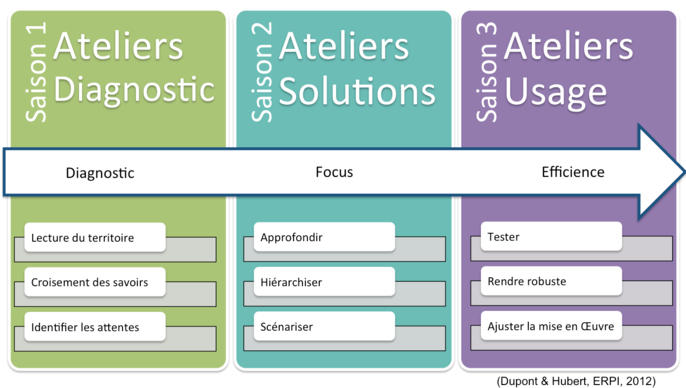 Saison 1
Ateliers
Diagnostic
Saison 2
Ateliers
Solutions
Saison 3
Ateliers
Usage
Diagnostic
Focus
Efficience
Lecture du territoire
Croisement des savoirs
Identifier les attentes
Approfondir
Hiérarchiser
Scénariser
Tester
Rendre robuste
Ajuster la mise en Œuvre
(Dupont & Hubert, ERPI, 2012)